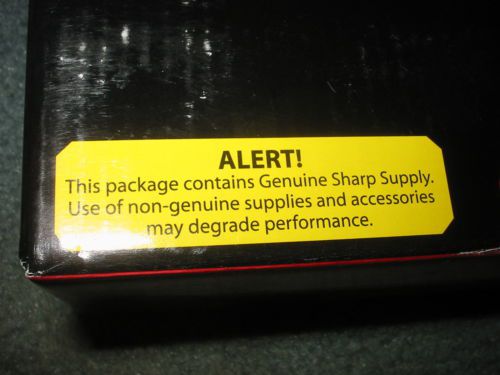 ALERT!
This package contains Genuine Sharp Supply.
Use of non-genuine supplies and accessories
may degrade performance.